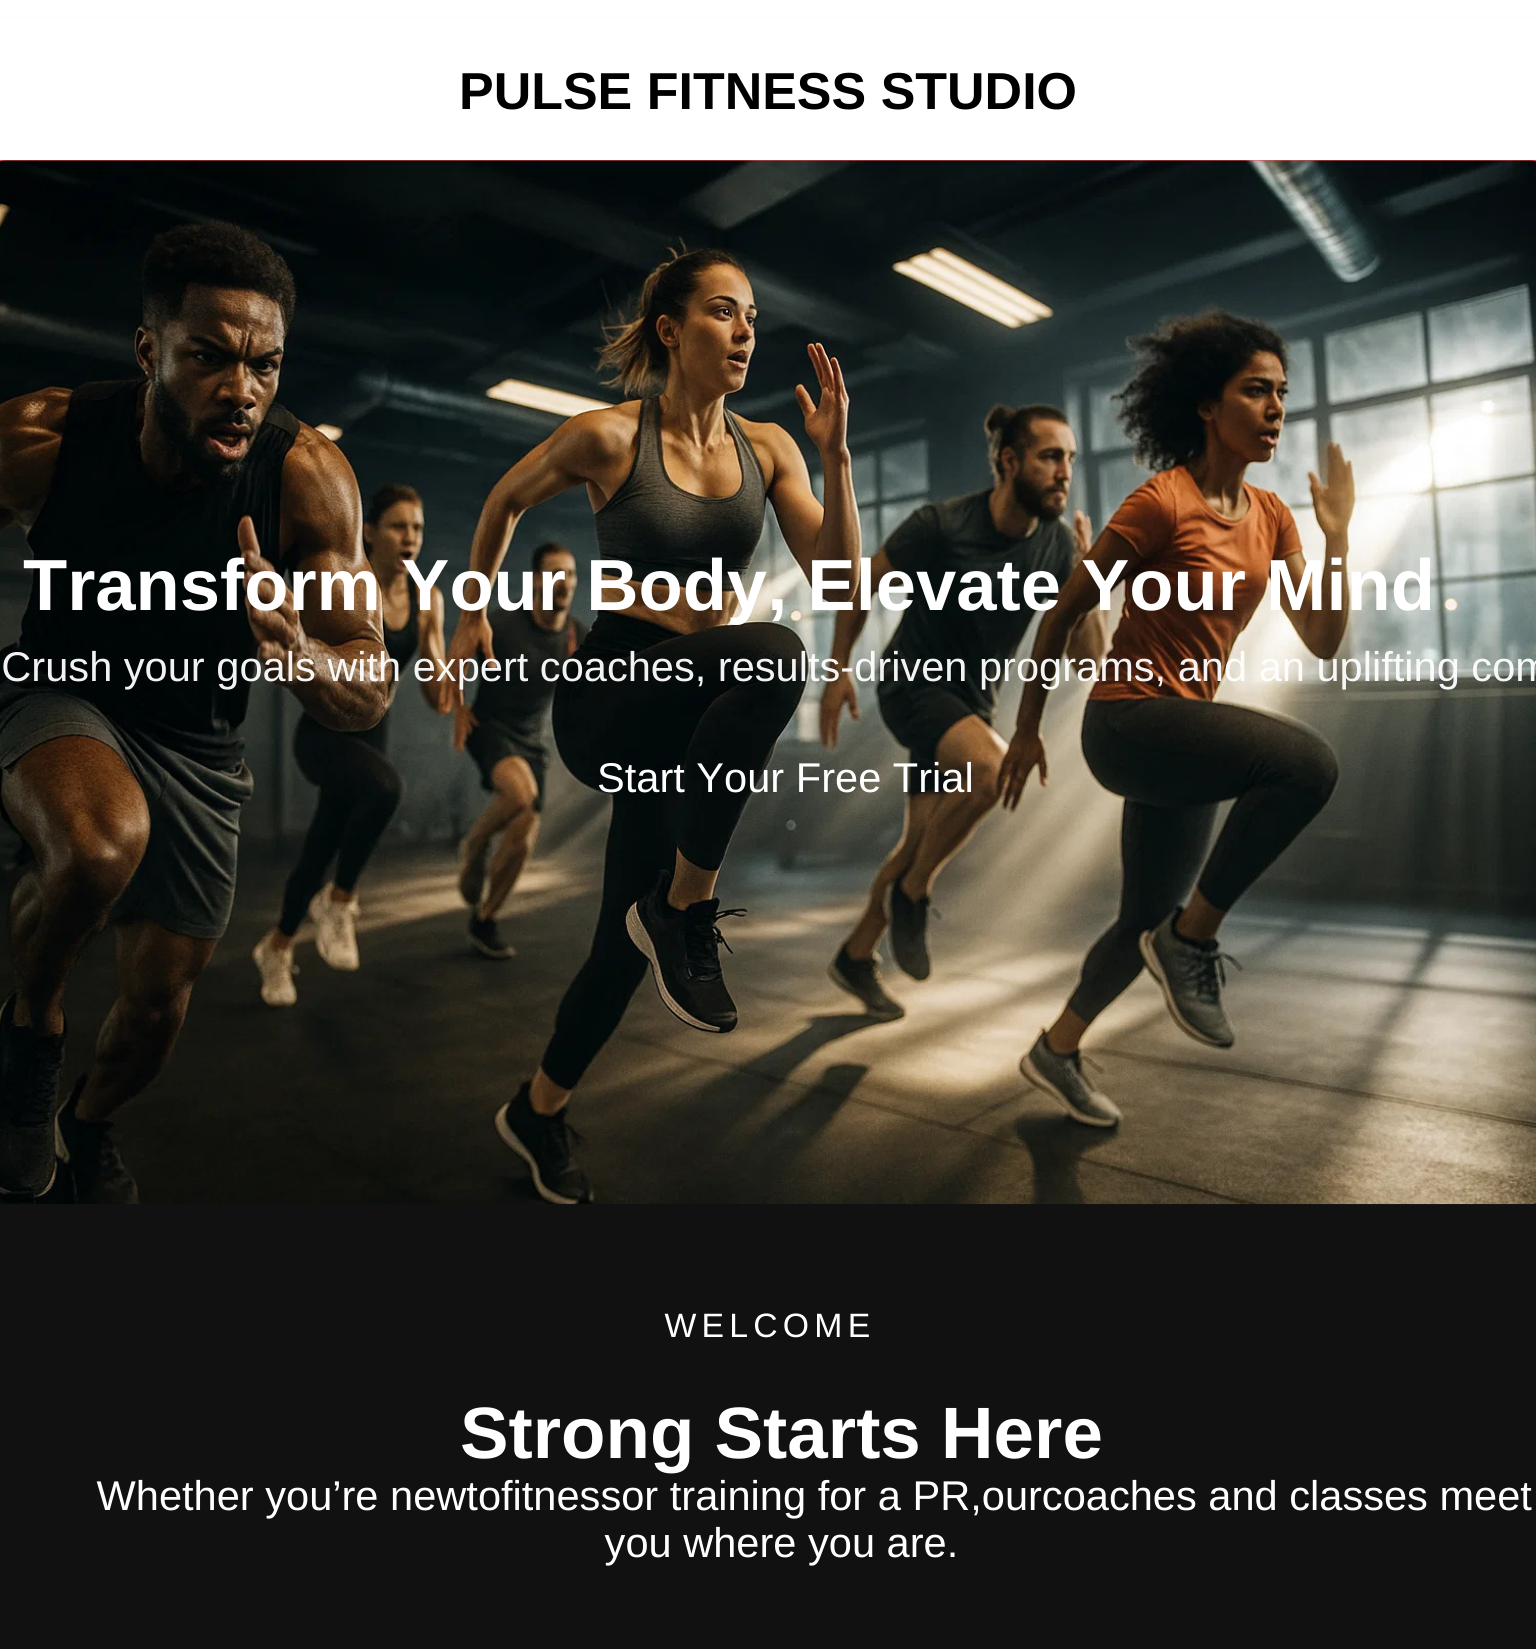 PULSE FITNESS STUDIO
Transform Your Body, Elevate Your Mind.
Crush your goals with expert coaches, results-driven programs, and an uplifting com
Start Your Free Trial
WELCOME
Strong Starts Here
Whether you’re newtofitnessor training for a PR,ourcoaches and classes meet
you where you are.